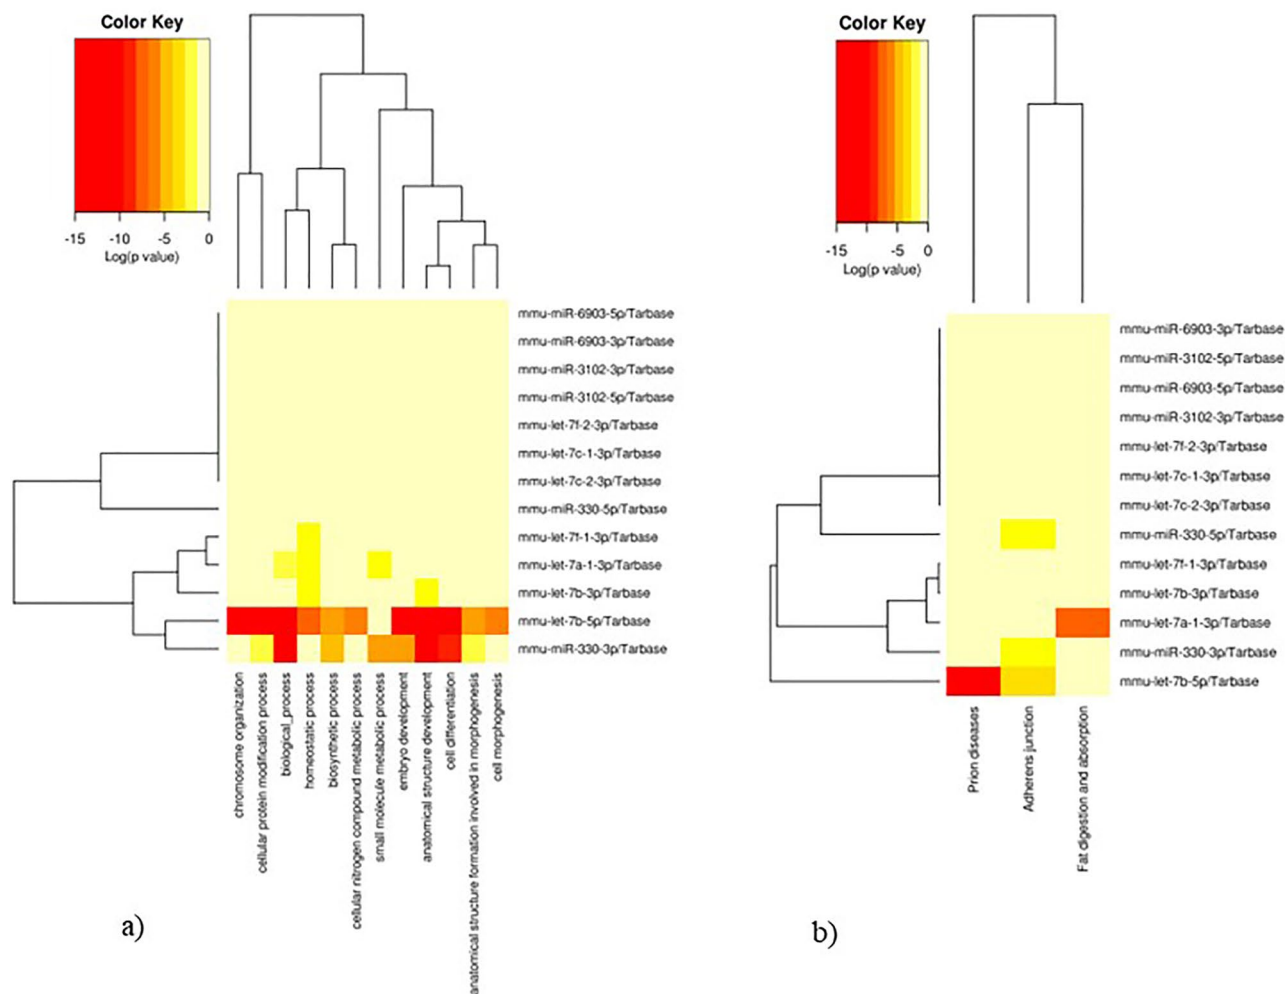 Color Key
-15 -10 -5 0
Log(p value)
mmu-miR-6903-5p/Tarbase
mmu-miR-6903-3p/Tarbase
mmu-miR-3102-3p/Tarbase
mmu-miR-3102-5p/Tarbase
mmu-let-7f-2-3p/Tarbase
mmu-let-7c-1-3p/Tarbase
mmu-let-7c-2-3p/Tarbase
mmu-miR-330-5p/Tarbase
mmu-let-7f-1-3p/Tarbase
mmu-let-7a-1-3p/Tarbase
mmu-let-7b-3p/Tarbase
mmu-let-7b-5p/Tarbase
mmu-miR-330-3p/Tarbase
chromosome organization
cellular protein modification process
biological_process
homeostatic process
biosynthetic process
cellular nitrogen compound metabolic process
small molecule metabolic process
embryo development
anatomical structure development
cell differentiation
anatomical structure formation involved in morphogenesis
cell morphogenesis
a)
Color Key
-15 -5 0
Log(p value)
mmu-miR-6903-3p/Tarbase
mmu-miR-3102-5p/Tarbase
mmu-miR-6903-5p/Tarbase
mmu-miR-3102-3p/Tarbase
mmu-let-7f-2-3p/Tarbase
mmu-let-7c-1-3p/Tarbase
mmu-let-7c-2-3p/Tarbase
mmu-miR-330-5p/Tarbase
mmu-let-7f-1-3p/Tarbase
mmu-let-7b-3p/Tarbase
mmu-let-7a-1-3p/Tarbase
mmu-miR-330-3p/Tarbase
mmu-let-7b-5p/Tarbase
Prion diseases
Adherens junction
Fat digestion and absorption
b)